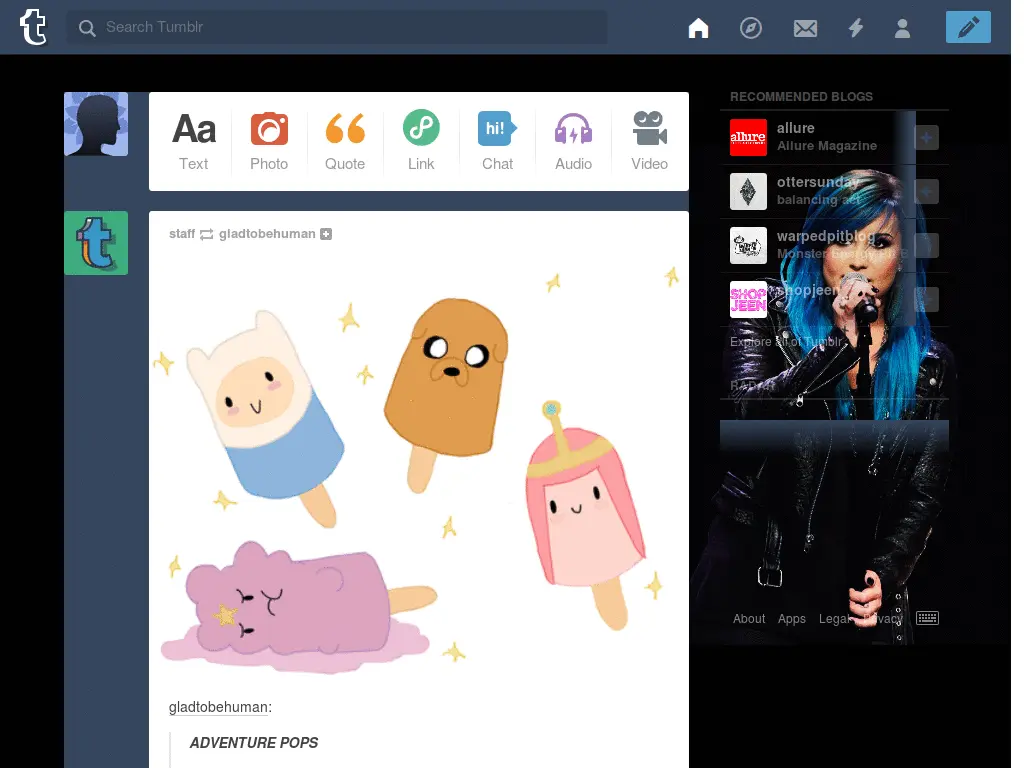 Search Tumblr
Aa
Text
Photo
Quote
Link
hi!
Chat
Audio
Video
staff gladtobehuman
gladtobehuman:
ADVENTURE POPS
RECOMMENDED BLOGS
allure
allure
Allure Magazine
ottersunday
balancing act
warpedpitblog
Monster Energy
SHOP
JEEN
shopjeen
Explore all of Tumblr
RADAR
About Apps Legal Privacy